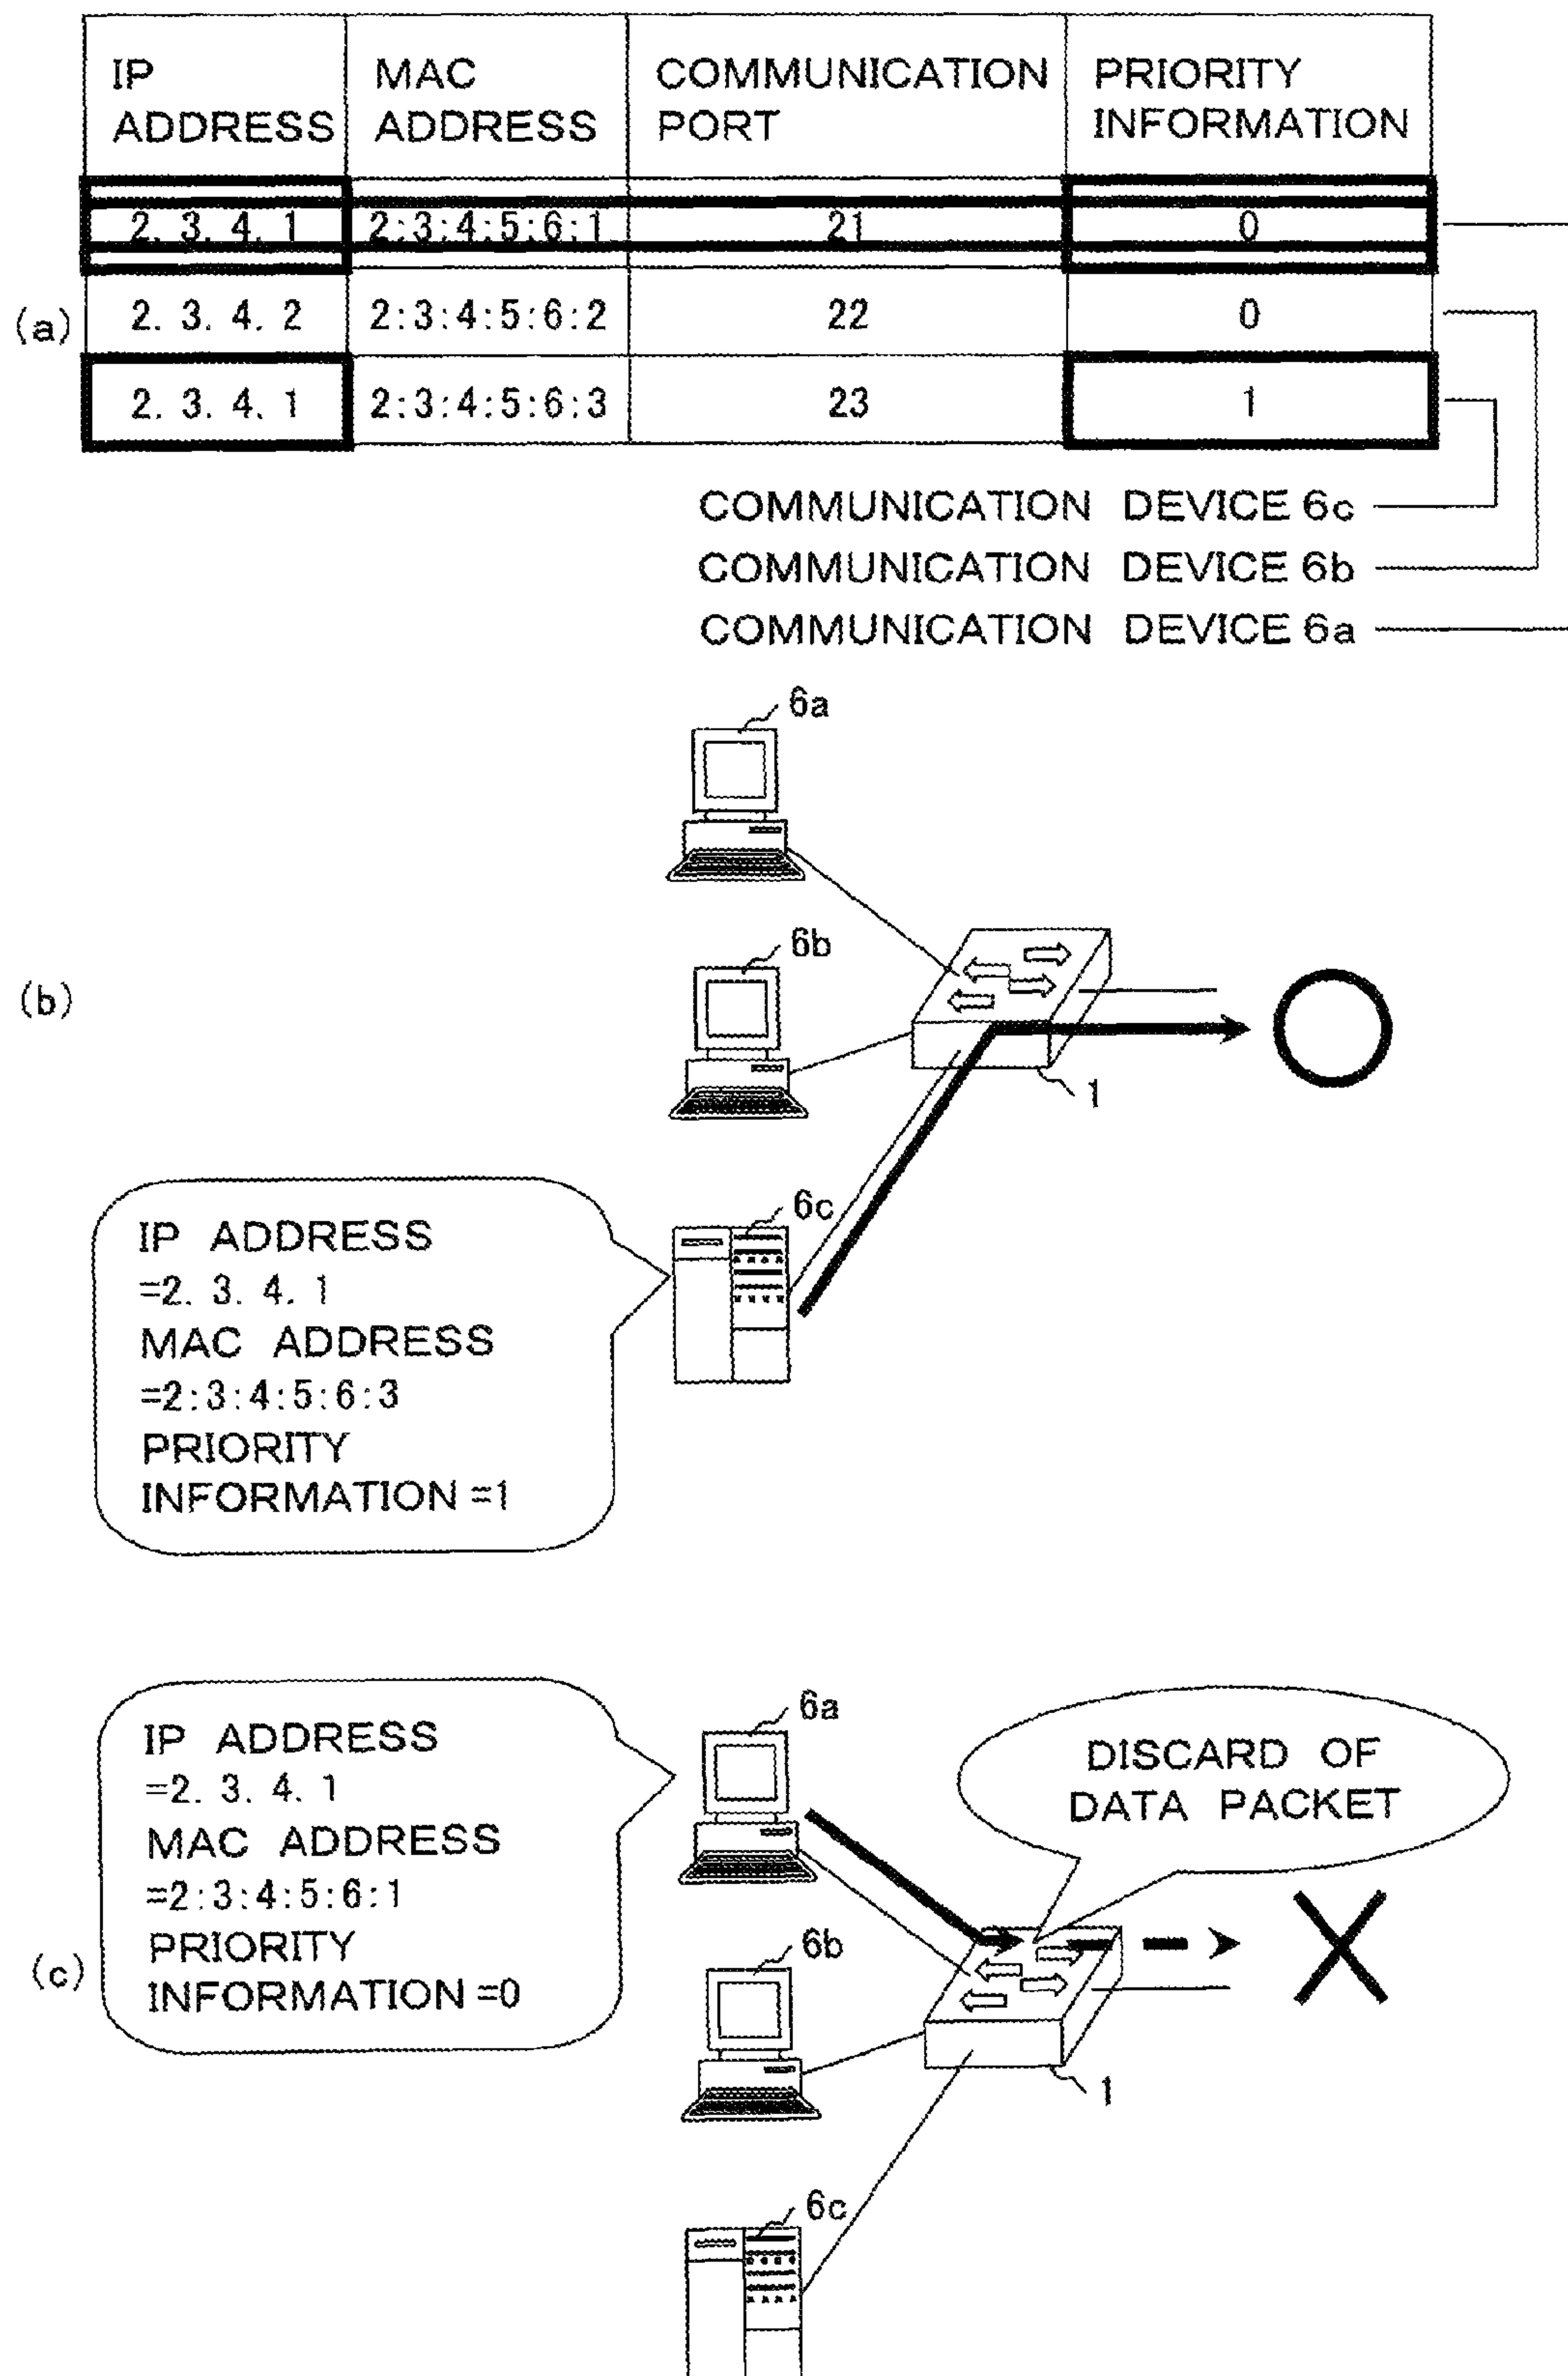 IP ADDRESS
MAC ADDRESS
COMMUNICATION PORT
PRIORITY INFORMATION
2. 3. 4. 1 2:3:4:5:6:1 21 0
(a) 2. 3. 4. 2 2:3:4:5:6:2 22 0
2. 3. 4. 1 2:3:4:5:6:3 23 1
COMMUNICATION DEVICE 6c
COMMUNICATION DEVICE 6b
COMMUNICATION DEVICE 6a
6a
6b
(b)
1
6c
IP ADDRESS
=2. 3. 4. 1
MAC ADDRESS
=2:3:4:5:6:3
PRIORITY
INFORMATION =1
6a
IP ADDRESS
=2. 3. 4. 1
MAC ADDRESS
=2:3:4:5:6:1
PRIORITY
INFORMATION =0
DISCARD OF
DATA PACKET
6b
(c)
1
6c